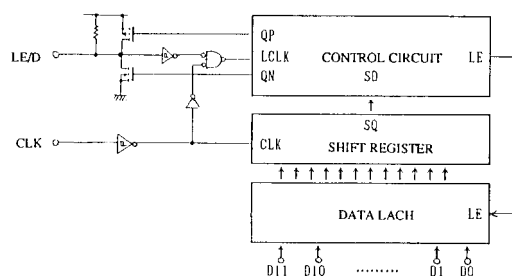 QP
LE/D
LCLK
CONTROL CIRCUIT
LE
QN
SD
SQ
CLK
CLK
SHIFT REGISTER
DATA LACH
LE
D11
D10
.........
D1
D0